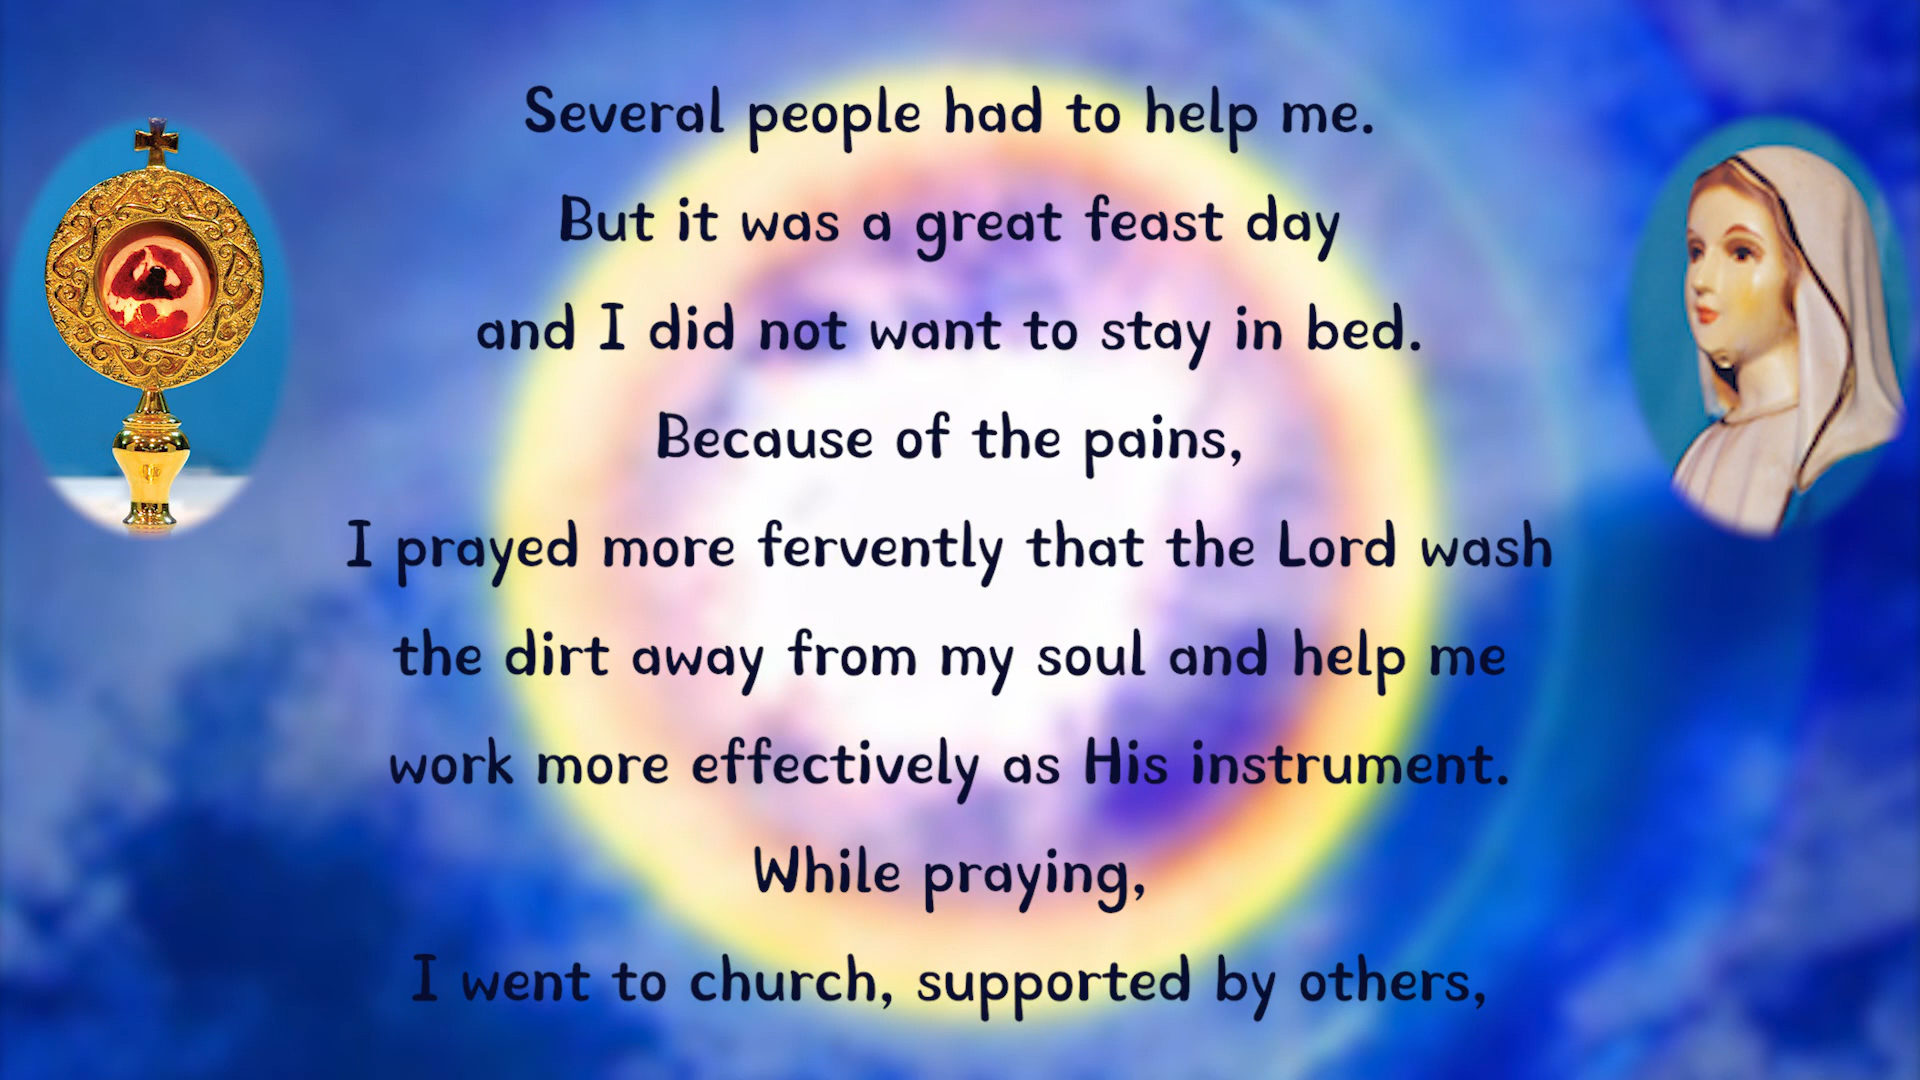 Several people had to help me.
But it was a great feast day
and I did not want to stay in bed.
Because of the pains,
I prayed more fervently that the Lord wash
the dirt away from my soul and help me
work more effectively as His instrument.
While praying,
I went to church, supported by others,